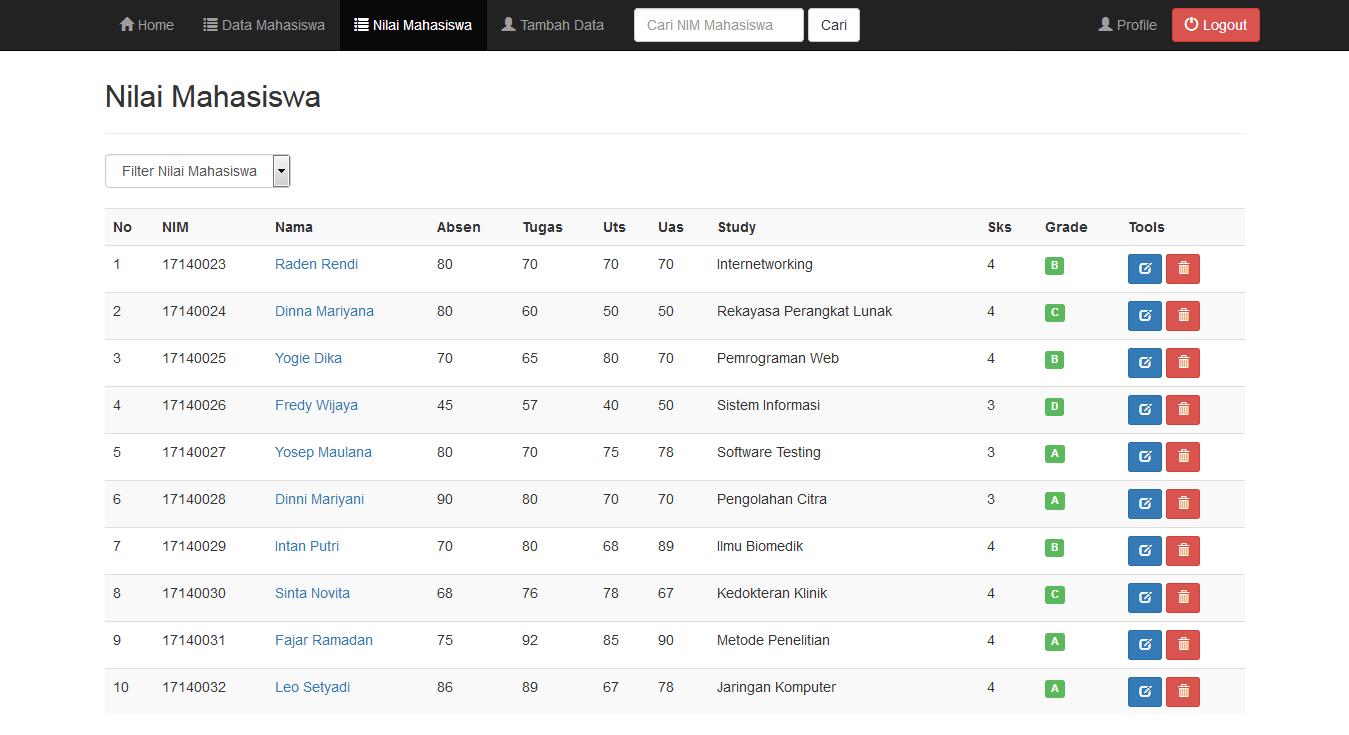 Home Data Mahasiswa Nilai Mahasiswa Tambah Data Cari NIM Mahasiswa Cari Profile Logout
Nilai Mahasiswa
Filter Nilai Mahasiswa
No NIM Nama Absen Tugas Uts Uas Study Sks Grade Tools
1 17140023 Raden Rendi 80 70 70 70 Internetworking 4 B
2 17140024 Dinna Mariyana 80 60 50 50 Rekayasa Perangkat Lunak 4 C
3 17140025 Yogie Dika 70 65 80 70 Pemrograman Web 4 B
4 17140026 Fredy Wijaya 45 57 40 50 Sistem Informasi 3 D
5 17140027 Yosep Maulana 80 70 75 78 Software Testing 3 A
6 17140028 Dinni Mariyani 90 80 70 70 Pengolahan Citra 3 A
7 17140029 Intan Putri 70 80 68 89 Ilmu Biomedik 4 B
8 17140030 Sinta Novita 68 76 78 67 Kedokteran Klinik 4 C
9 17140031 Fajar Ramadan 75 92 85 90 Metode Penelitian 4 A
10 17140032 Leo Setyadi 86 89 67 78 Jaringan Komputer 4 A